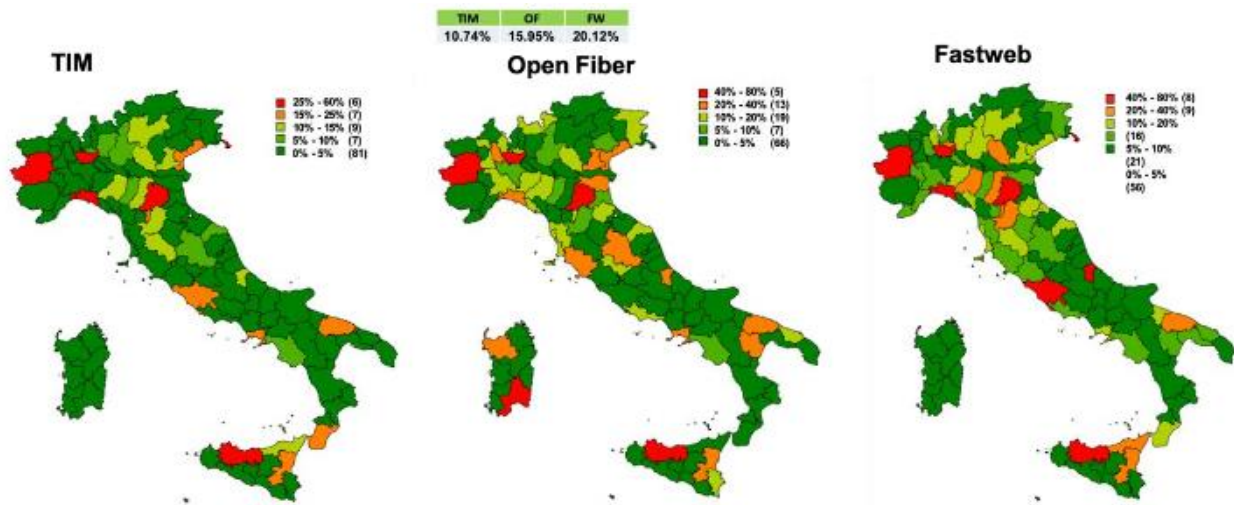 TIM OF FW
10.74% 15.95% 20.12%
TIM
25% - 60% (6)
15% - 25% (7)
10% - 15% (9)
5% - 10% (7)
0% - 5% (81)
Open Fiber
40% - 80% (5)
20% - 40% (13)
10% - 20% (19)
5% - 10% (7)
0% - 5% (66)
Fastweb
40% - 80% (8)
20% - 40% (9)
10% - 20%
(16)
5% - 10%
(21)
0% - 5%
(56)